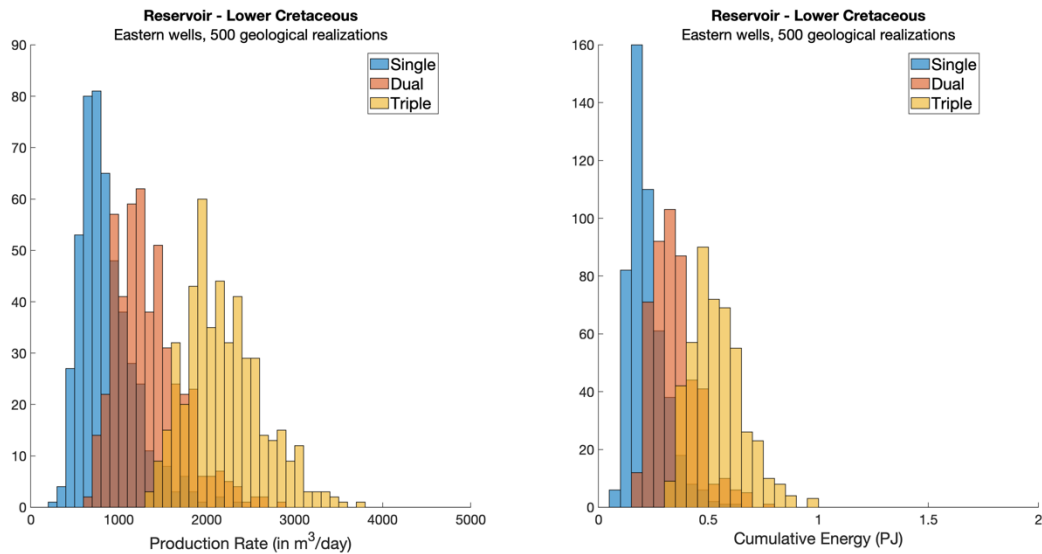 Reservoir - Lower Cretaceous
Eastern wells, 500 geological realizations
90
80
70
60
50
40
30
20
10
0
Single
Dual
Triple
0 1000 2000 3000 4000 5000
Production Rate (in m³/day)
Reservoir - Lower Cretaceous
Eastern wells, 500 geological realizations
160
140
120
100
80
60
40
20
0
Single
Dual
Triple
0 0.5 1 1.5 2
Cumulative Energy (PJ)